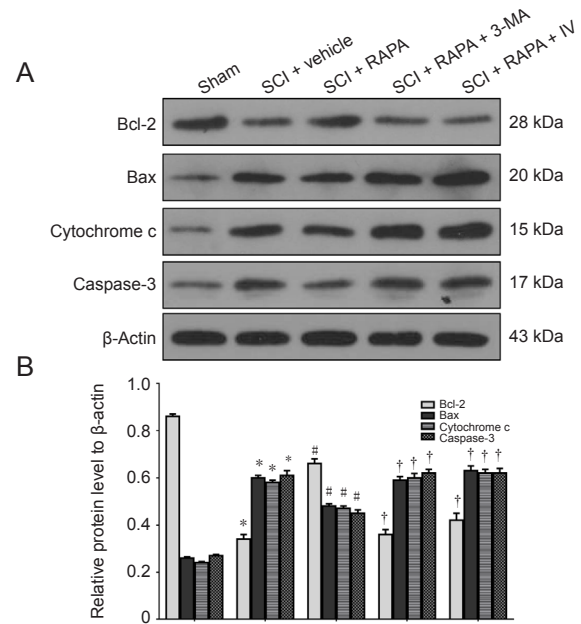 A
Sham
SCI + vehicle
SCI + RAPA
SCI + RAPA + 3-MA
SCI + RAPA + IV
Bcl-2
28 kDa
Bax
20 kDa
Cytochrome c
15 kDa
Caspase-3
17 kDa
β-Actin
43 kDa
B
Relative protein level to β-actin
1.0
0.8
0.6
0.4
0.2
0
Bcl-2
Bax
Cytochrome c
Caspase-3
* * * *
# # # #
† † † †
† † † †